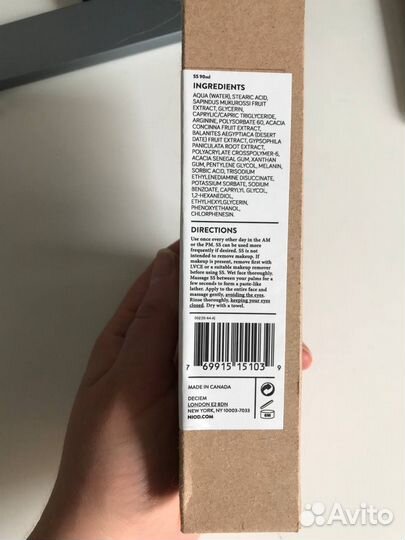 SS 90ml
INGREDIENTS
AQUA (WATER), STEARIC ACID,
SAPINDUS MUKUROSSI FRUIT
EXTRACT, GLYCERIN,
CAPRYLIC/CAPRIC TRIGLYCERIDE,
ARGININE, POLYSORBATE 60, ACACIA
CONCINNA FRUIT EXTRACT,
BALANITES AEGYPTIACA (DESERT
DATE) FRUIT EXTRACT, GYPSOPHILA
PANICULATA ROOT EXTRACT,
POLYACRYLATE CROSSPOLYMER-6,
ACACIA SENEGAL GUM, XANTHAN
GUM, PENTYLENE GLYCOL, MELANIN,
SORBIC ACID, TRISODIUM
ETHYLENEDIAMINE DISUCCINATE,
POTASSIUM SORBATE, SODIUM
BENZOATE, CAPRYLYL GLYCOL,
1,2-HEXANEDIOL,
ETHYLHEXYLGLYCERIN,
PHENOXYETHANOL,
CHLORPHENESIN.
DIRECTIONS
Use once every other day in the AM
or the PM. SS can be used more
frequently if desired. SS is not
intended to remove makeup. If
makeup is present, remove first with
LVCE or a suitable makeup remover
before using SS. Wet face thoroughly.
Massage SS between your palms for
a few seconds to form a paste-like
lather. Apply to the entire face and
massage gently, avoiding the eyes.
Rinse thoroughly, keeping your eyes
closed. Dry with a towel.
7 69915 15103 9
MADE IN CANADA
DECIEM
LONDON E2 8DN
NEW YORK, NY 10003-7033
NIOD.COM
6M
Avito